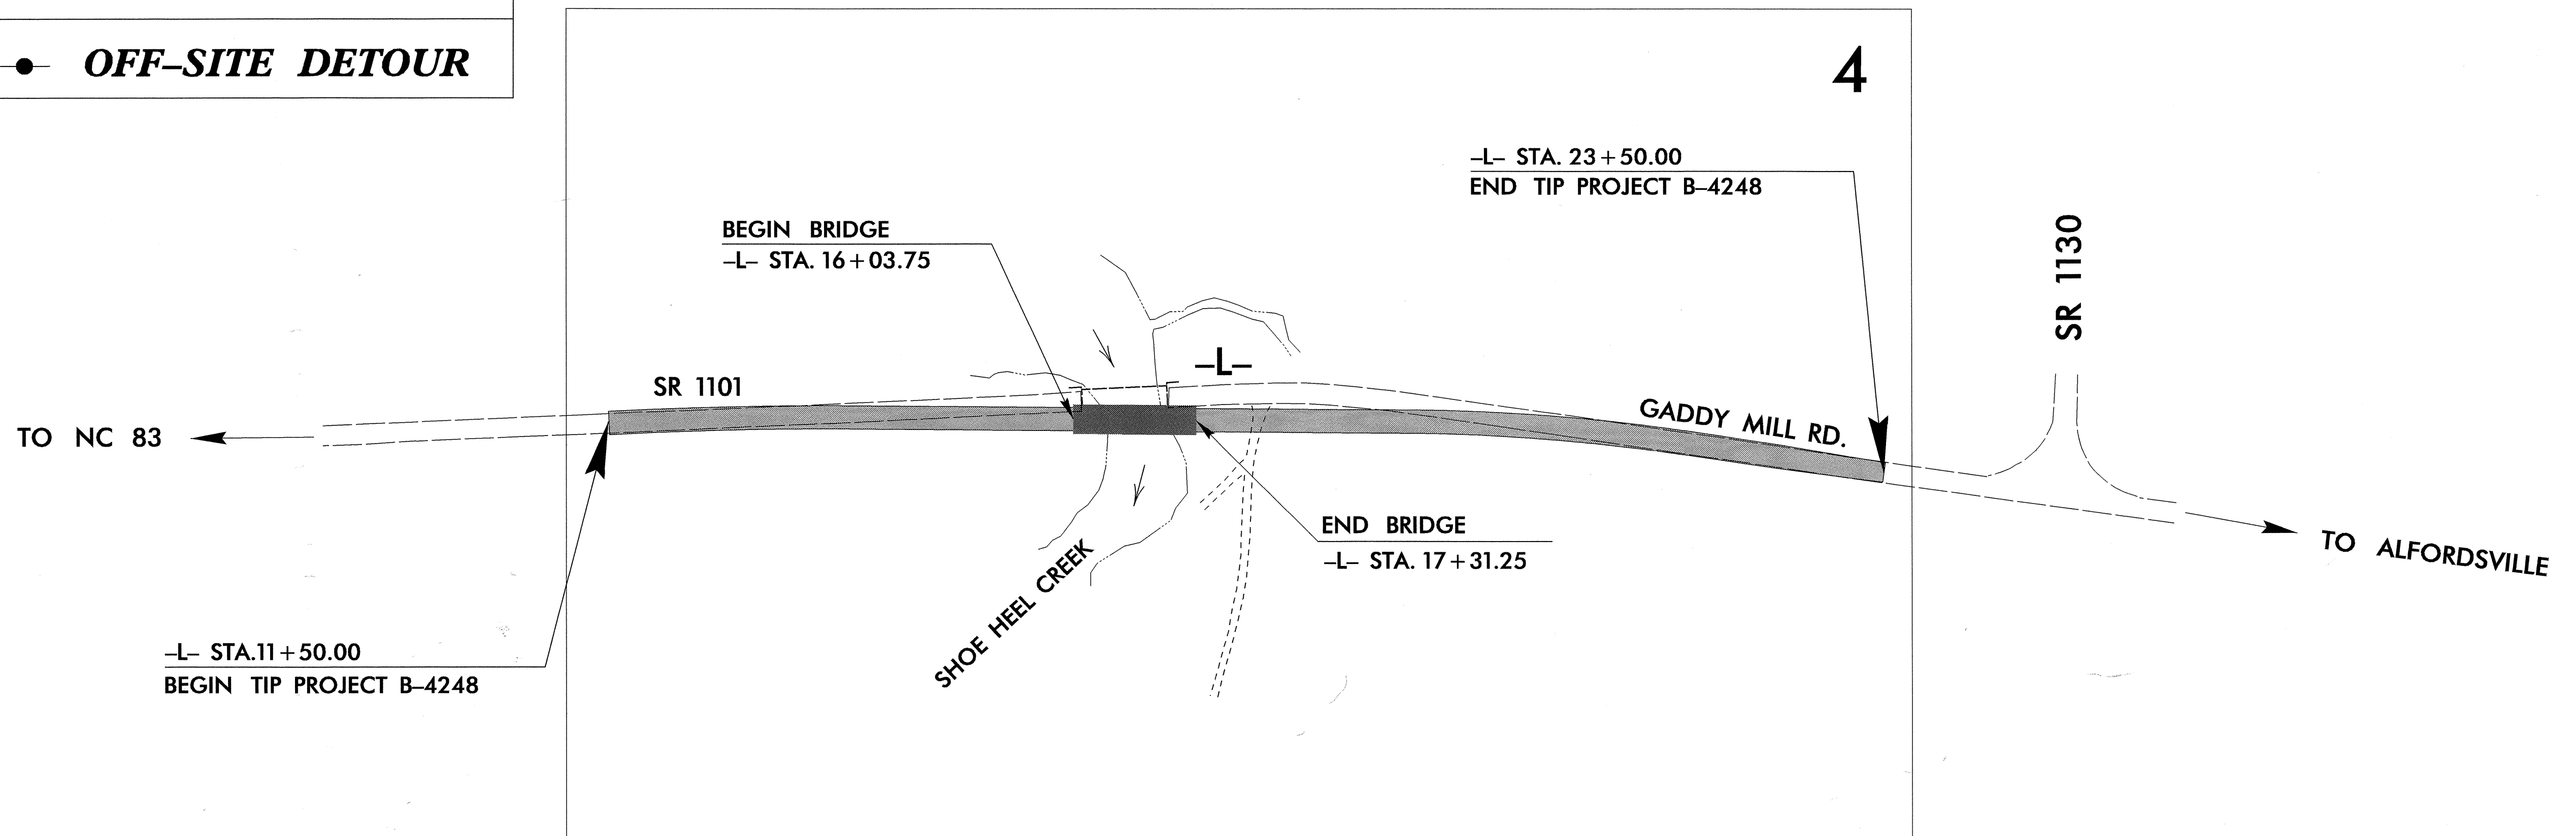 OFF–SITE DETOUR
4
–L– STA. 23+50.00
END TIP PROJECT B–4248
BEGIN BRIDGE
–L– STA. 16+03.75
SR 1130
–L–
SR 1101
GADDY MILL RD.
TO NC 83
END BRIDGE
–L– STA. 17+31.25
TO ALFORDSVILLE
SHOE HEEL CREEK
–L– STA.11+50.00
BEGIN TIP PROJECT B–4248